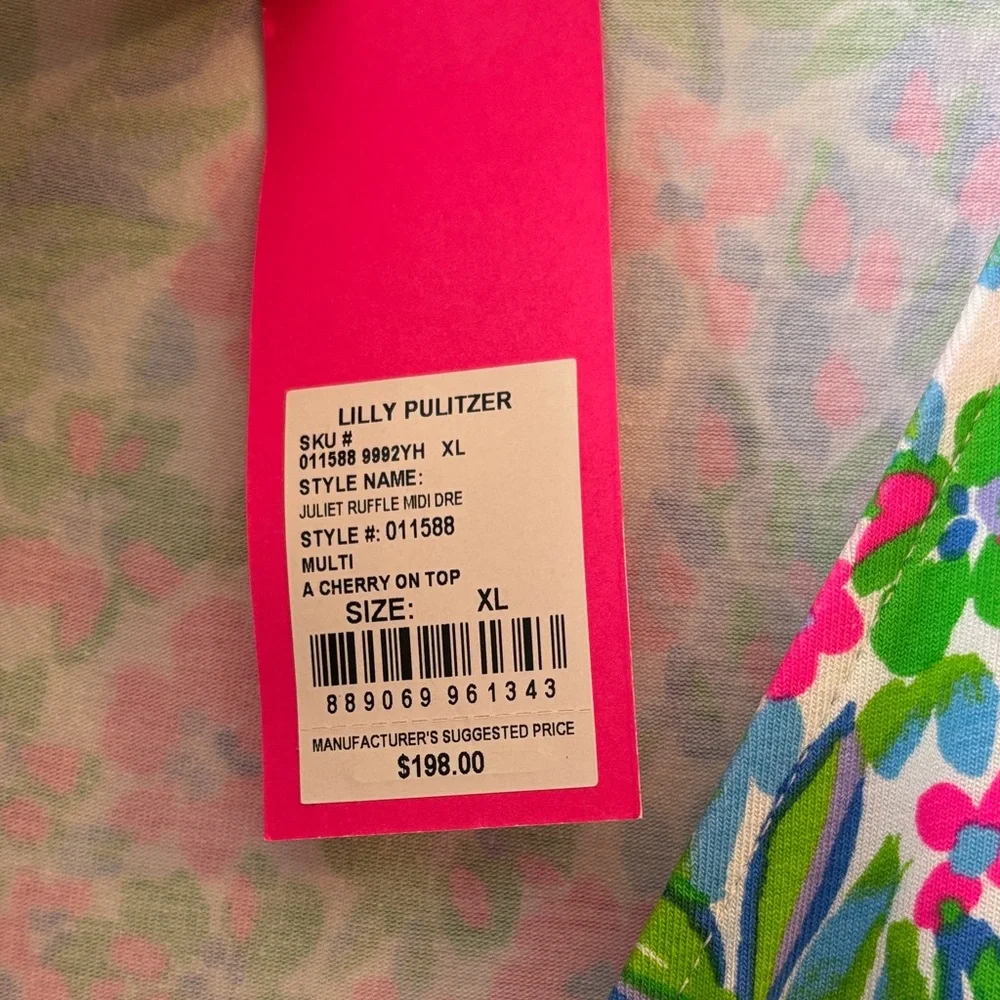 LILLY PULITZER
SKU #
011588 9992YH XL
STYLE NAME:
JULIET RUFFLE MIDI DRE
STYLE #: 011588
MULTI
A CHERRY ON TOP
SIZE: XL
889069 961343
MANUFACTURER'S SUGGESTED PRICE
$198.00